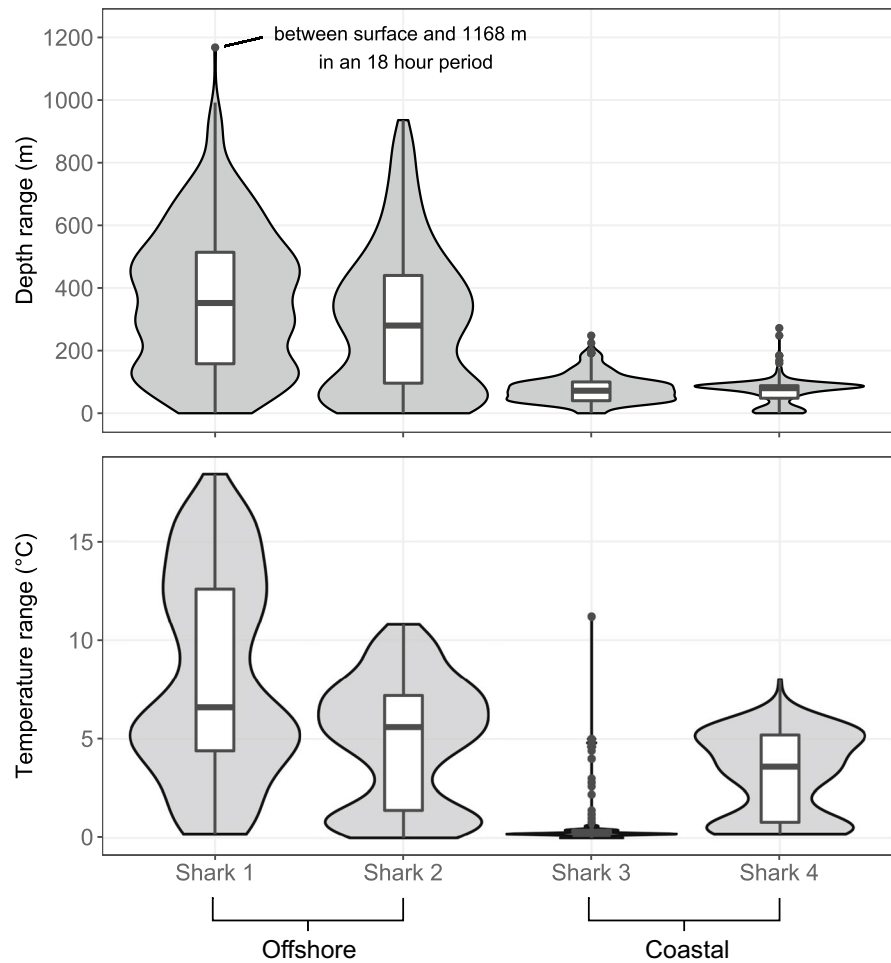 1200
between surface and 1168 m
in an 18 hour period
1000
800
600
400
200
0
Depth range (m)
15
10
5
0
Temperature range (°C)
Shark 1 Shark 2 Shark 3 Shark 4
Offshore Coastal